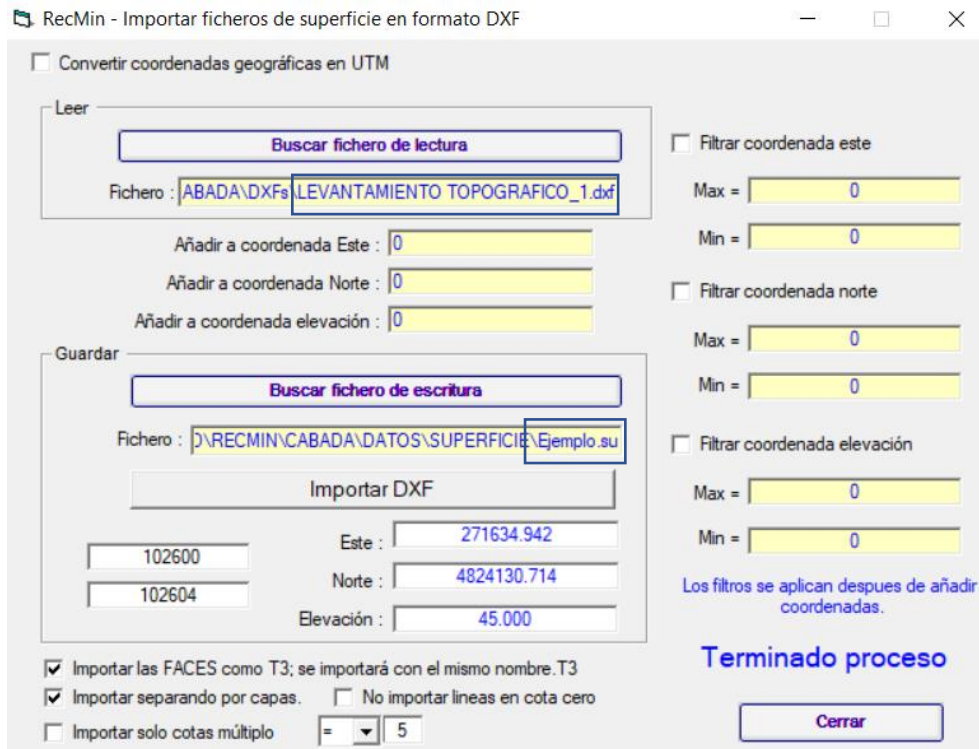 RecMin - Importar ficheros de superficie en formato DXF
Convertir coordenadas geográficas en UTM
Leer
Buscar fichero de lectura
Fichero : ABADA\DXFs\LEVANTAMIENTO TOPOGRAFICO_1.dxf
Añadir a coordenada Este : 0
Añadir a coordenada Norte : 0
Añadir a coordenada elevación : 0
Guardar
Buscar fichero de escritura
Fichero : O\RECMIN\CABADA\DATOS\SUPERFICIE\Ejemplo.su
Importar DXF
102600
102604
Este : 271634.942
Norte : 4824130.714
Elevación : 45.000
Importar las FACES como T3; se importará con el mismo nombre.T3
Importar separando por capas.
No importar lineas en cota cero
Importar solo cotas múltiplo = 5
Filtrar coordenada este
Max = 0
Min = 0
Filtrar coordenada norte
Max = 0
Min = 0
Filtrar coordenada elevación
Max = 0
Min = 0
Los filtros se aplican despues de añadir
coordenadas.
Terminado proceso
Cerrar